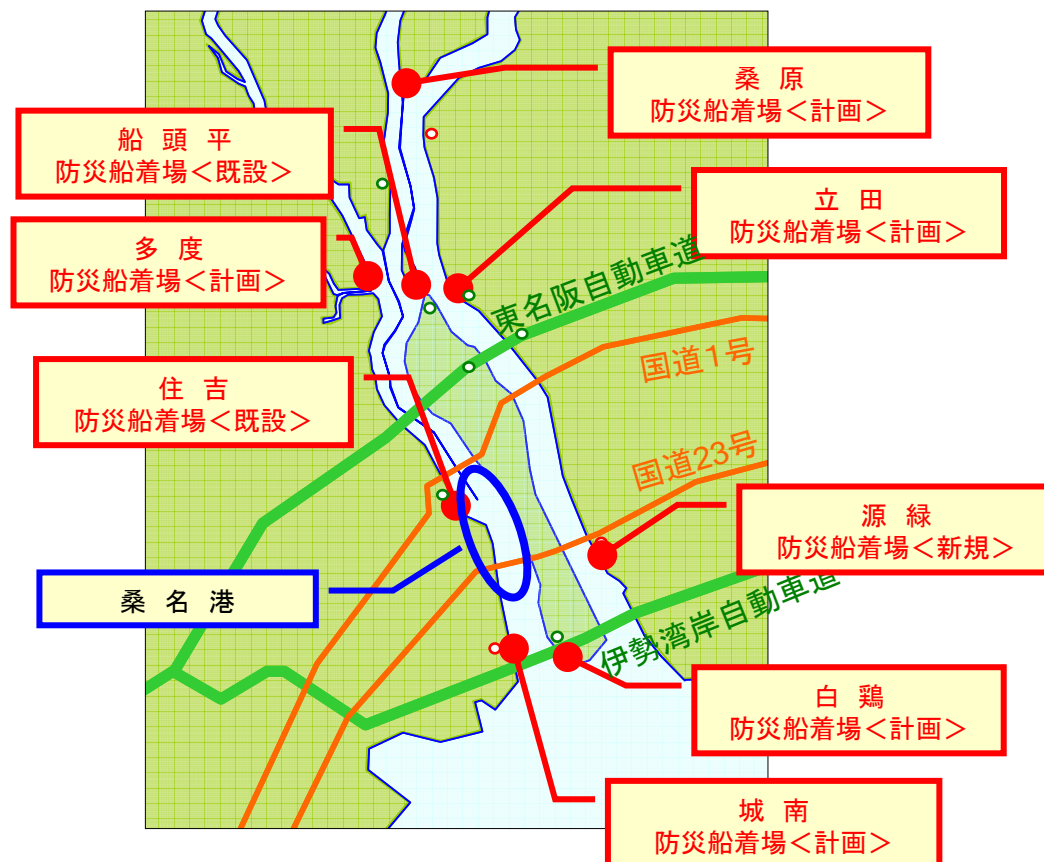 桑 原
防災船着場＜計画＞
船 頭 平
防災船着場＜既設＞
立 田
防災船着場＜計画＞
多 度
防災船着場＜計画＞
東名阪自動車道
国道1号
住 吉
防災船着場＜既設＞
国道23号
源 緑
防災船着場＜新規＞
桑 名 港
伊勢湾岸自動車道
白 鶏
防災船着場＜計画＞
城 南
防災船着場＜計画＞